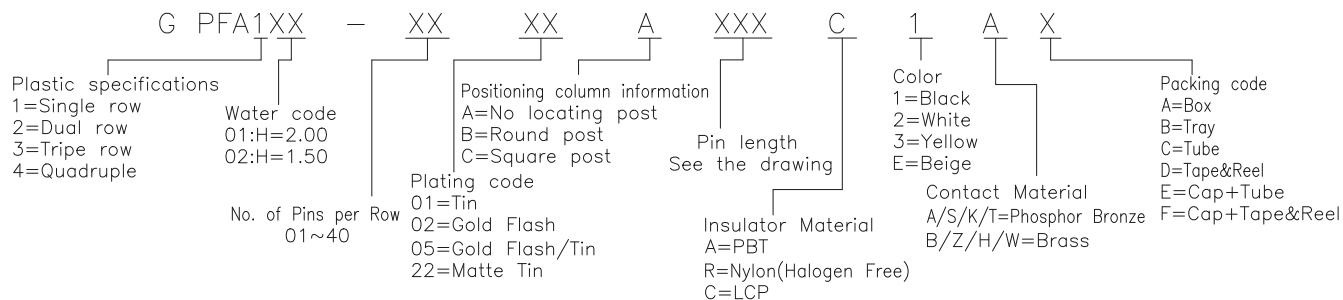 G PFA1XX - XX XX A XXX C 1 A X
Plastic specifications
1=Single row
2=Dual row
3=Tripe row
4=Quadruple
Water code
01:H=2.00
02:H=1.50
No. of Pins per Row
01~40
Plating code
01=Tin
02=Gold Flash
05=Gold Flash/Tin
22=Matte Tin
Positioning column information
A=No locating post
B=Round post
C=Square post
Pin length
See the drawing
Insulator Material
A=PBT
R=Nylon(Halogen Free)
C=LCP
Color
1=Black
2=White
3=Yellow
E=Beige
Contact Material
A/S/K/T=Phosphor Bronze
B/Z/H/W=Brass
Packing code
A=Box
B=Tray
C=Tube
D=Tape&Reel
E=Cap+Tube
F=Cap+Tape&Reel